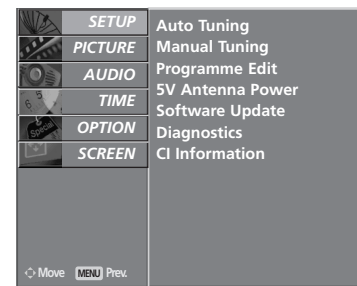 SETUP
PICTURE
AUDIO
TIME
OPTION
SCREEN
Auto Tuning
Manual Tuning
Programme Edit
5V Antenna Power
Software Update
Diagnostics
CI Information
Move MENU Prev.